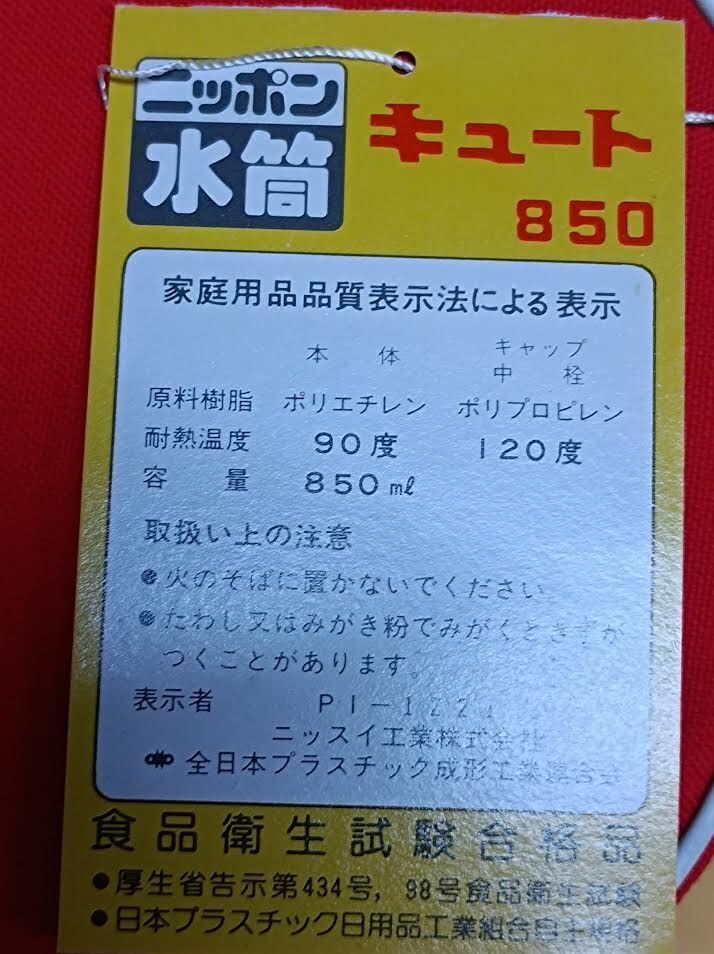 ニッポン
水筒
キュート
850
家庭用品品質表示法による表示
本体 キャップ
中栓
原料樹脂 ポリエチレン ポリプロピレン
耐熱温度 90度 120度
容量 850ml
取扱い上の注意
●火のそばに置かないでください
●たわし又はみがき粉でみがくときずが
つくことがあります。
表示者 PI-122
ニッスイ工業株式会社
全日本プラスチック成形工業連合会
食品衛生試験合格品
●厚生省告示第434号，98号食品衛生試験
●日本プラスチック日用品工業組合自主規格